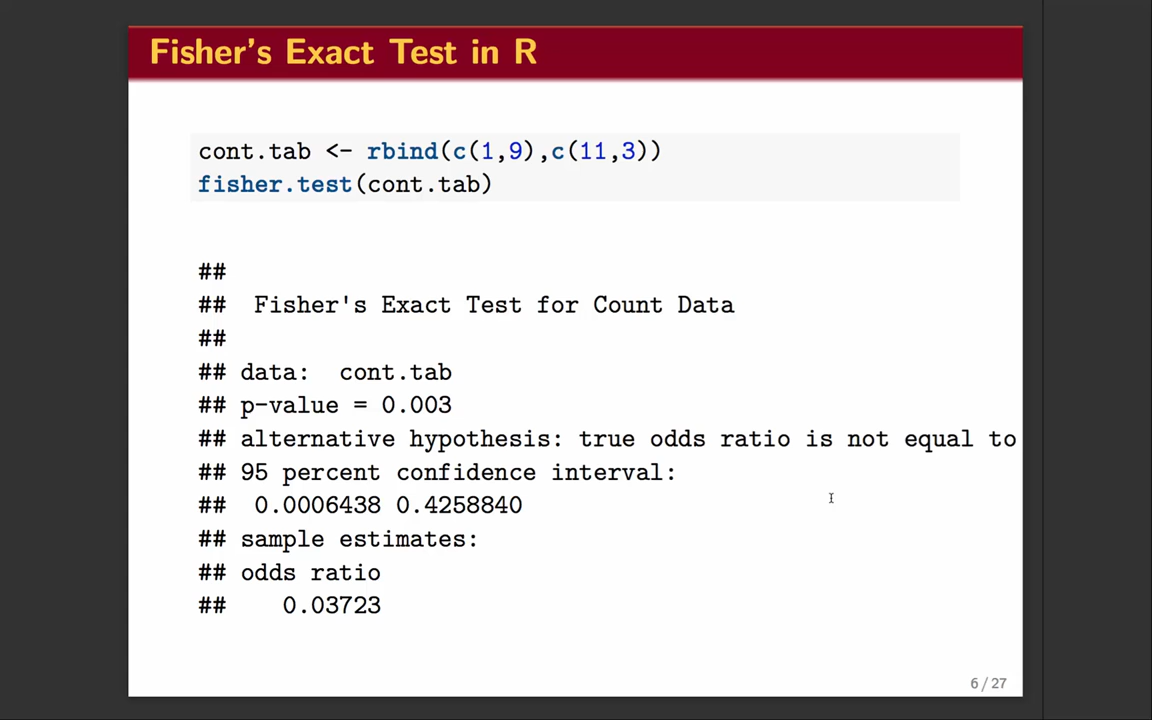 Fisher's Exact Test in R
cont.tab <- rbind(c(1,9),c(11,3))
fisher.test(cont.tab)
##
##  Fisher's Exact Test for Count Data
##
## data:  cont.tab
## p-value = 0.003
## alternative hypothesis: true odds ratio is not equal to
## 95 percent confidence interval:
##  0.0006438 0.4258840
## sample estimates:
## odds ratio
##    0.03723
6 / 27